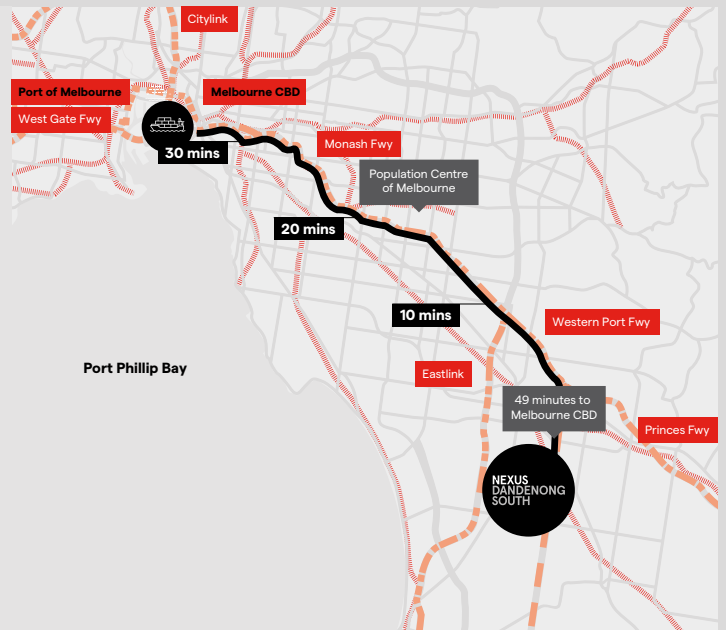 Citylink
Port of Melbourne
Melbourne CBD
West Gate Fwy
Monash Fwy
30 mins
Population Centre
of Melbourne
20 mins
10 mins
Western Port Fwy
Port Phillip Bay
Eastlink
49 minutes to
Melbourne CBD
Princes Fwy
NEXUS
DANDENONG
SOUTH